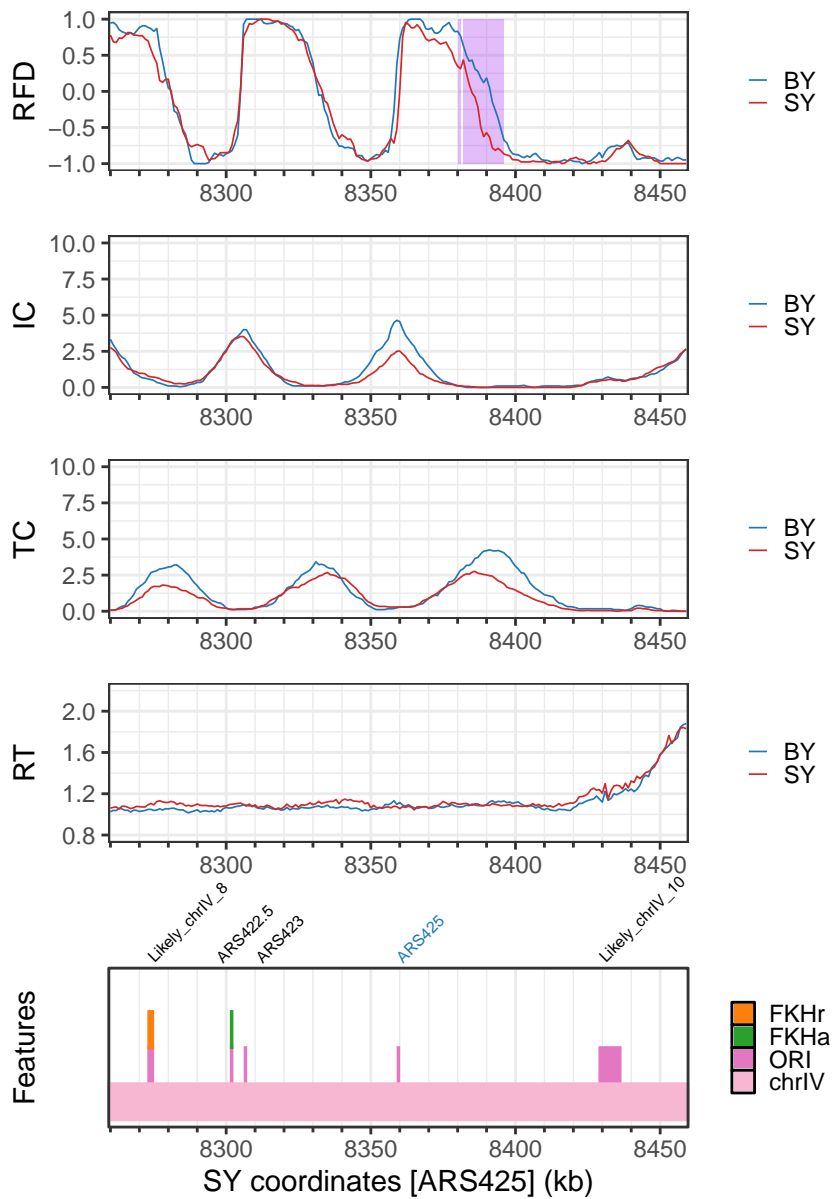 RFD
1.0
0.5
0.0
−0.5
−1.0
8300 8350 8400 8450
BY
SY
IC
10.0
7.5
5.0
2.5
0.0
8300 8350 8400 8450
BY
SY
TC
10.0
7.5
5.0
2.5
0.0
8300 8350 8400 8450
BY
SY
RT
2.0
1.6
1.2
0.8
8300 8350 8400 8450
BY
SY
Likely_chrIV_8
ARS422.5
ARS423
ARS425
Likely_chrIV_10
Features
FKHr
FKHa
ORI
chrIV
8300 8350 8400 8450
SY coordinates [ARS425] (kb)